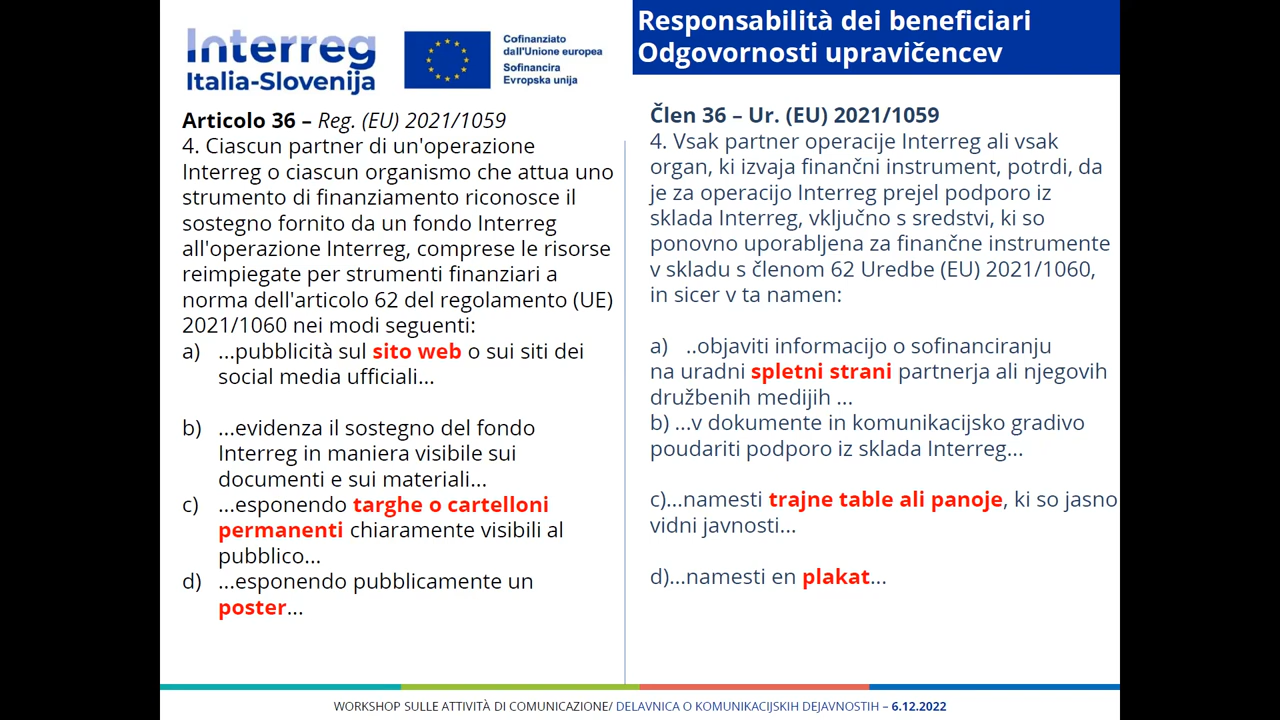 Interreg
Italia-Slovenija
Cofinanziato
dall'Unione europea
Sofinancira
Evropska unija
Responsabilità dei beneficiari
Odgovornosti upravičencev
Articolo 36 – Reg. (EU) 2021/1059
4. Ciascun partner di un'operazione
Interreg o ciascun organismo che attua uno
strumento di finanziamento riconosce il
sostegno fornito da un fondo Interreg
all'operazione Interreg, comprese le risorse
reimpiegate per strumenti finanziari a
norma dell'articolo 62 del regolamento (UE)
2021/1060 nei modi seguenti:
a) ...pubblicità sul sito web o sui siti dei
social media ufficiali...
b) ...evidenza il sostegno del fondo
Interreg in maniera visibile sui
documenti e sui materiali...
c) ...esponendo targhe o cartelloni
permanenti chiaramente visibili al
pubblico...
d) ...esponendo pubblicamente un
poster...
Člen 36 – Ur. (EU) 2021/1059
4. Vsak partner operacije Interreg ali vsak
organ, ki izvaja finančni instrument, potrdi, da
je za operacijo Interreg prejel podporo iz
sklada Interreg, vključno s sredstvi, ki so
ponovno uporabljena za finančne instrumente
v skladu s členom 62 Uredbe (EU) 2021/1060,
in sicer v ta namen:
a) ..objaviti informacijo o sofinanciranju
na uradni spletni strani partnerja ali njegovih
družbenih medijih ...
b) ...v dokumente in komunikacijsko gradivo
poudariti podporo iz sklada Interreg...
c)...namesti trajne table ali panoje, ki so jasno
vidni javnosti...
d)...namesti en plakat...
WORKSHOP SULLE ATTIVITÀ DI COMUNICAZIONE/ DELAVNICA O KOMUNIKACIJSKIH DEJAVNOSTIH – 6.12.2022